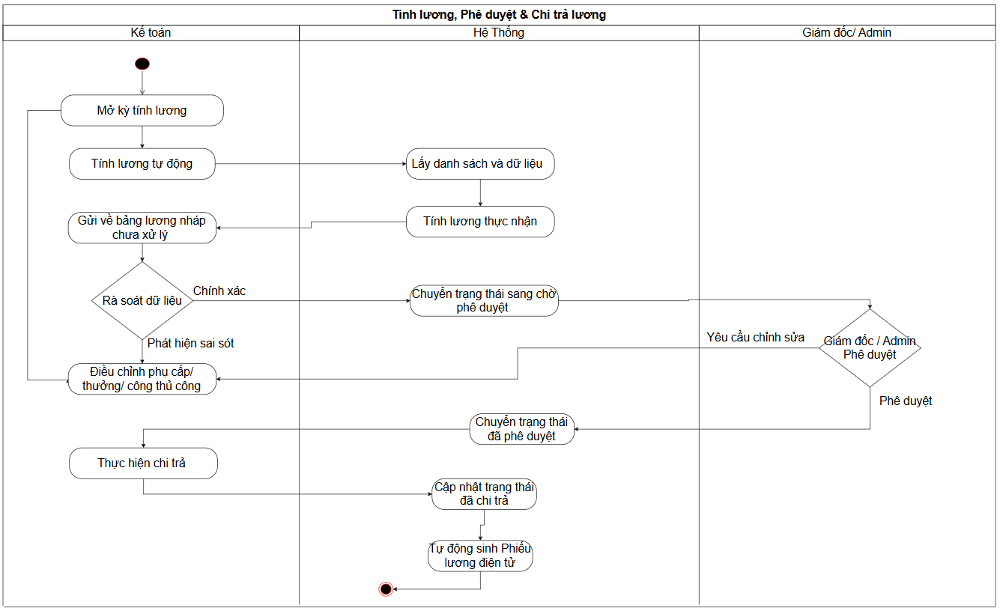 Tính lương, Phê duyệt & Chi trả lương
Kế toán
Hệ Thống
Giám đốc/ Admin
Mở kỳ tính lương
Tính lương tự động
Lấy danh sách và dữ liệu
Gửi về bảng lương nháp
chưa xử lý
Tính lương thực nhận
Chính xác
Rà soát dữ liệu
Chuyển trạng thái sang chờ
phê duyệt
Yêu cầu chỉnh sửa
Giám đốc / Admin
Phê duyệt
Phát hiện sai sót
Điều chỉnh phụ cấp/
thưởng/ công thủ công
Phê duyệt
Chuyển trạng thái
đã phê duyệt
Thực hiện chi trả
Cập nhật trạng thái
đã chi trả
Tự động sinh Phiếu
lương điện tử